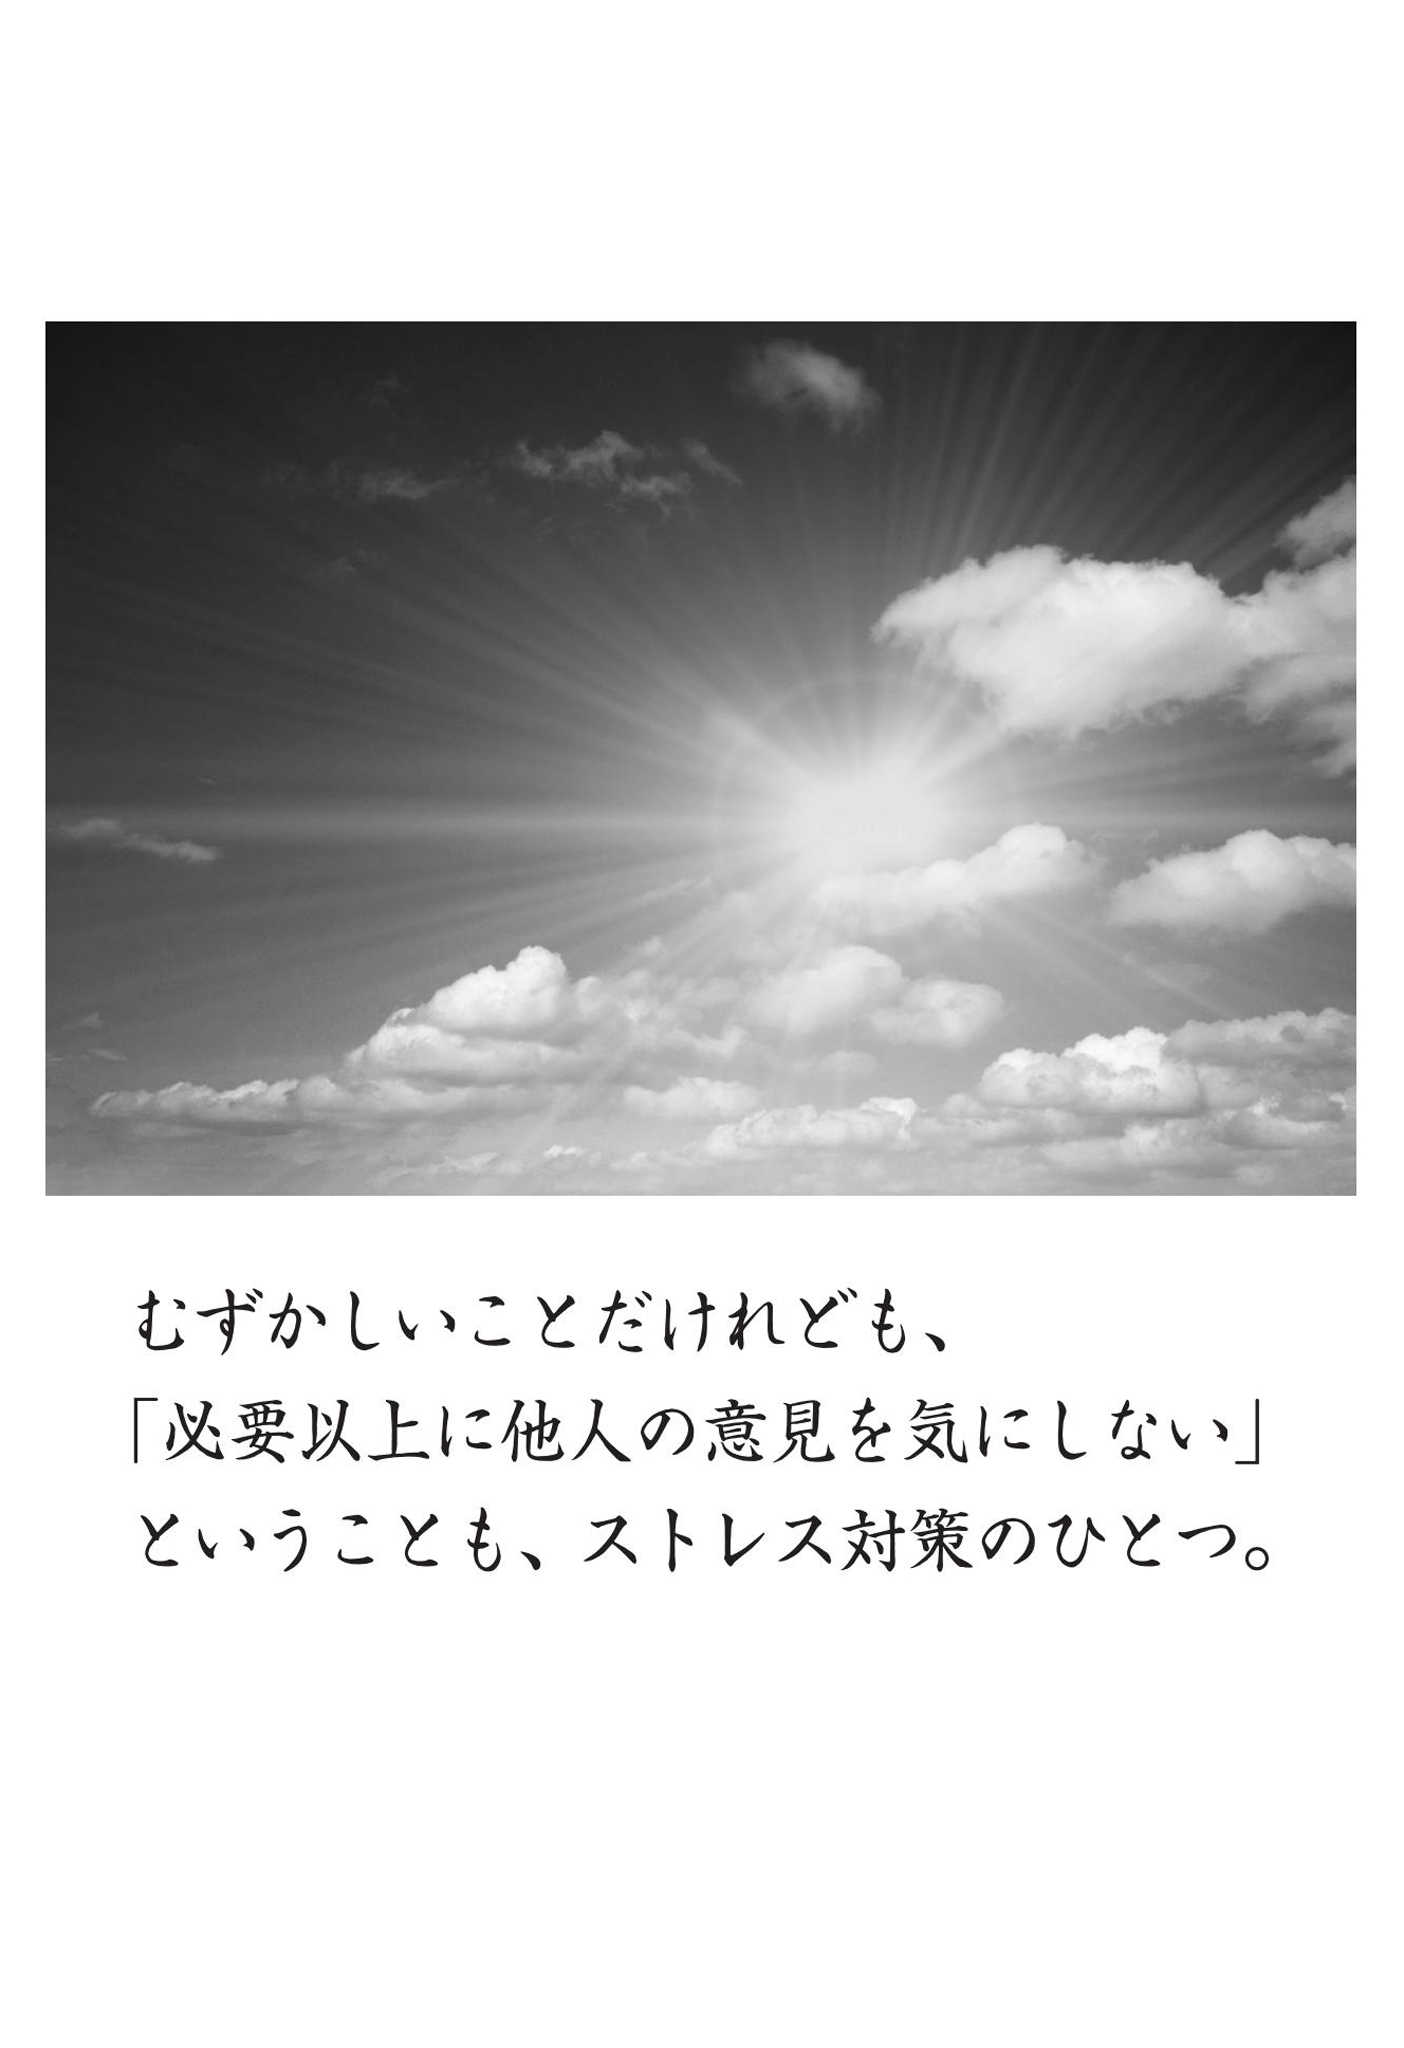 むずかしいことだけれども、
「必要以上に他人の意見を気にしない」
ということも、ストレス対策のひとつ。